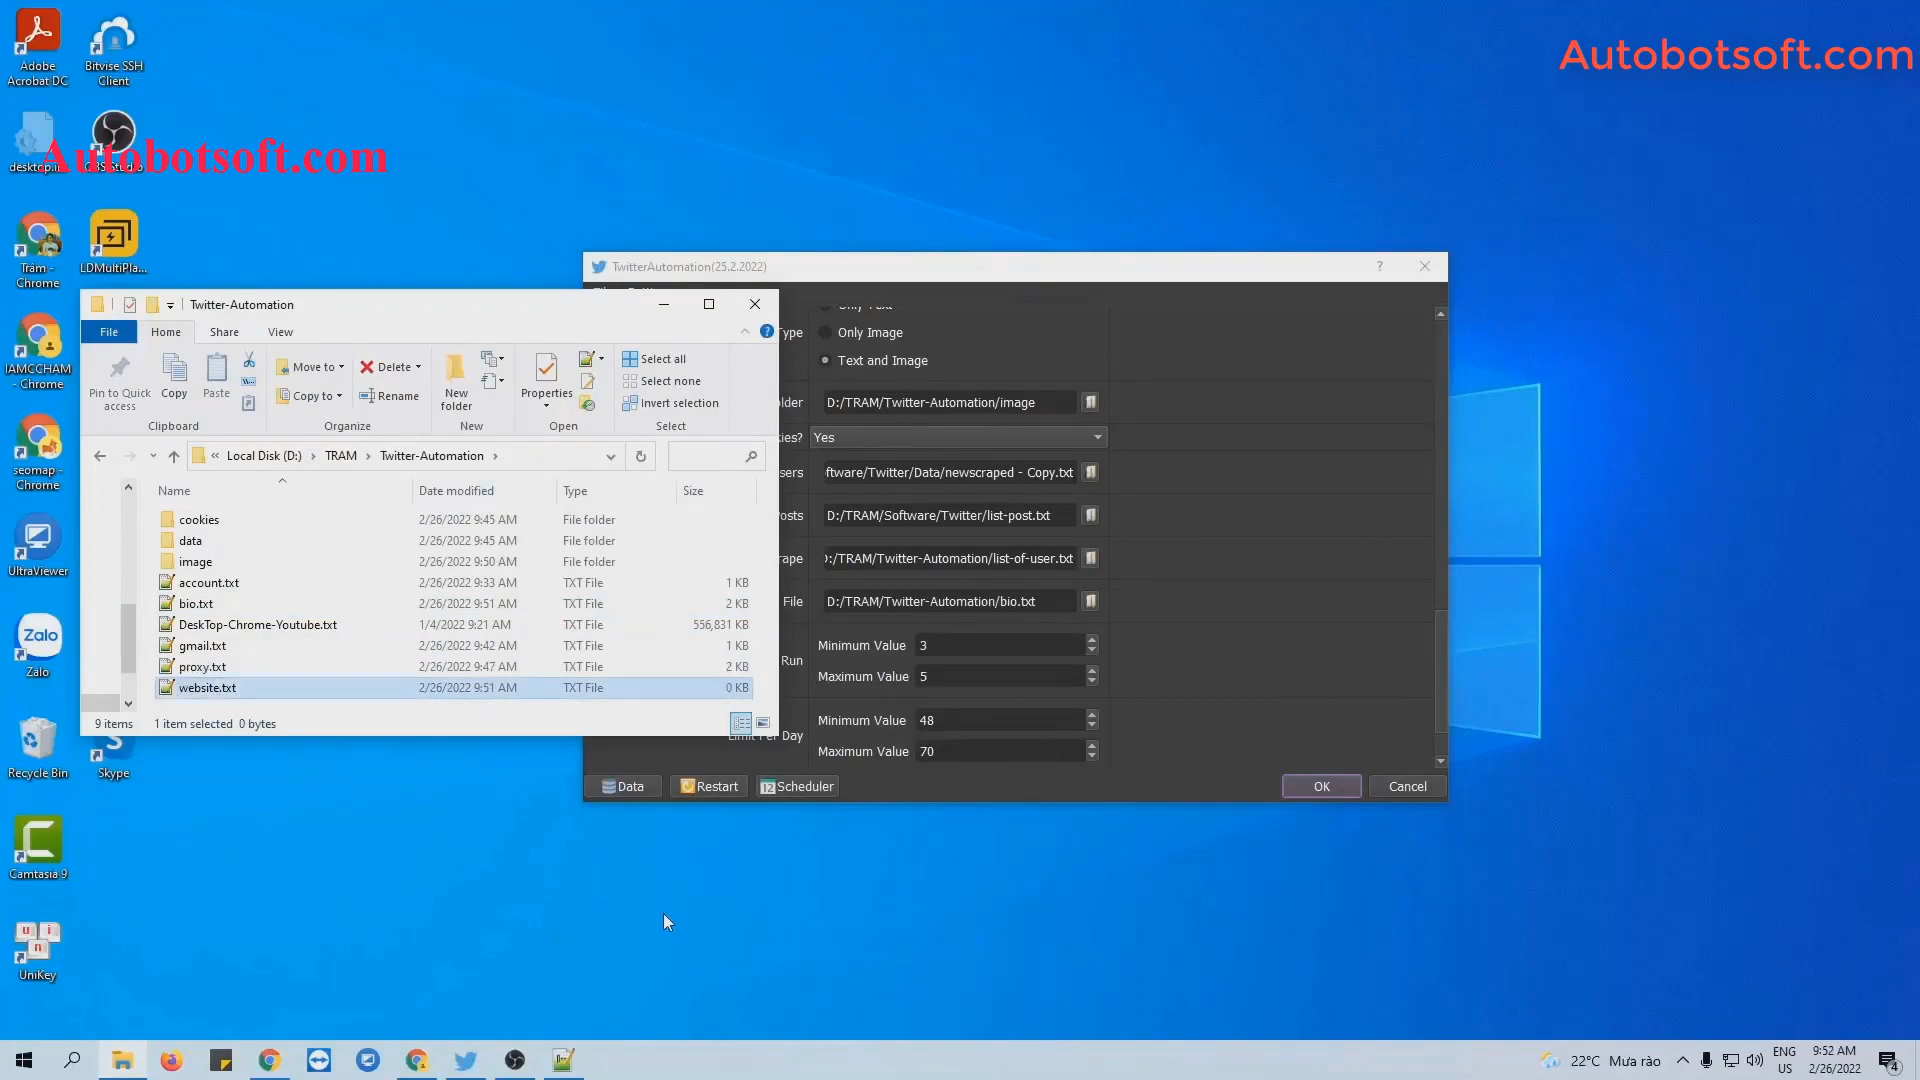 Autobotsoft.com
Autobotsoft.com
Adobe
Acrobat DC
Bitvise SSH
Client
Trâm -
Chrome
LDMultiPla...
IAMCCHAM
- Chrome
seomap -
Chrome
UltraViewer
Zalo
Zalo
Recycle Bin
Skype
Camtasia 9
u i
n
UniKey
TwitterAutomation(25.2.2022)
?
Only Text
Type
Only Image
Text and Image
older
D:/TRAM/Twitter-Automation/image
kies?
Yes
sers
ftware/Twitter/Data/newscraped - Copy.txt
osts
D:/TRAM/Software/Twitter/list-post.txt
rape
:/TRAM/Twitter-Automation/list-of-user.txt
File
D:/TRAM/Twitter-Automation/bio.txt
Run
Minimum Value 3
Maximum Value 5
Limit Per Day
Minimum Value 48
Maximum Value 70
Data
Restart
12 Scheduler
OK
Cancel
Twitter-Automation
File Home Share View
?
Pin to Quick
access
Copy
Paste
Clipboard
Move to
Copy to
Delete
Rename
Organize
New
folder
New
Properties
Open
Select all
Select none
Invert selection
Select
« Local Disk (D:) › TRAM › Twitter-Automation ›
Name Date modified Type Size
cookies 2/26/2022 9:45 AM File folder
data 2/26/2022 9:45 AM File folder
image 2/26/2022 9:50 AM File folder
account.txt 2/26/2022 9:33 AM TXT File 1 KB
bio.txt 2/26/2022 9:51 AM TXT File 2 KB
DeskTop-Chrome-Youtube.txt 1/4/2022 9:21 AM TXT File 556,831 KB
gmail.txt 2/26/2022 9:42 AM TXT File 1 KB
proxy.txt 2/26/2022 9:47 AM TXT File 2 KB
website.txt 2/26/2022 9:51 AM TXT File 0 KB
9 items 1 item selected 0 bytes
22°C Mưa rào
ENG
US
9:52 AM
2/26/2022
4